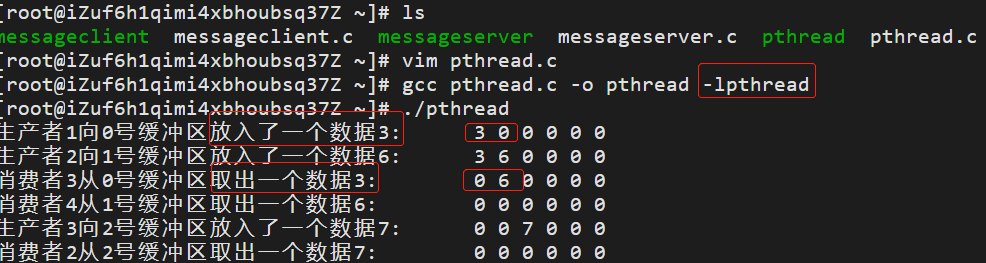 [root@iZuf6h1qimi4xbhoubsq37Z ~]# ls
messageclient messageclient.c messageserver messageserver.c pthread pthread.c
[root@iZuf6h1qimi4xbhoubsq37Z ~]# vim pthread.c
[root@iZuf6h1qimi4xbhoubsq37Z ~]# gcc pthread.c -o pthread -lpthread
[root@iZuf6h1qimi4xbhoubsq37Z ~]# ./pthread
生产者1向0号缓冲区放入了一个数据3: 3 0 0 0 0 0
生产者2向1号缓冲区放入了一个数据6: 3 6 0 0 0 0
消费者3从0号缓冲区取出一个数据3: 0 6 0 0 0 0
消费者4从1号缓冲区取出一个数据6: 0 0 0 0 0 0
生产者3向2号缓冲区放入了一个数据7: 0 0 7 0 0 0
消费者2从2号缓冲区取出一个数据7: 0 0 0 0 0 0